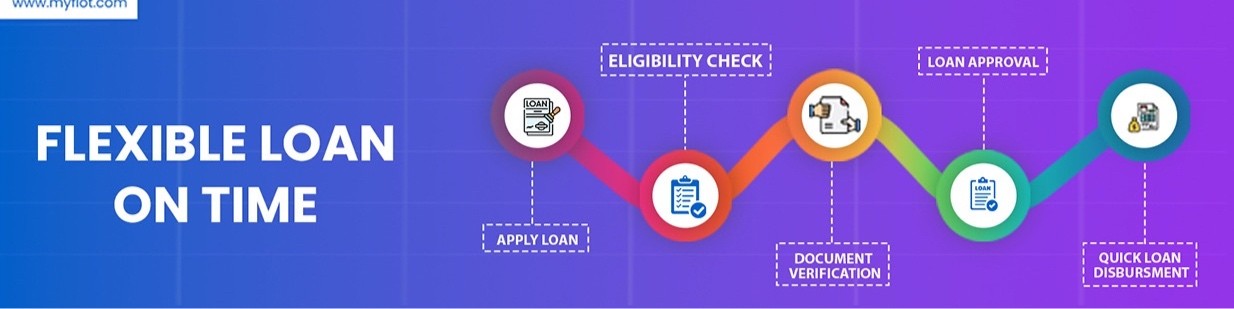 www.myfiot.com
FLEXIBLE LOAN
ON TIME
APPLY LOAN
ELIGIBILITY CHECK
DOCUMENT
VERIFICATION
LOAN APPROVAL
QUICK LOAN
DISBURSMENT
LOAN
LOAN